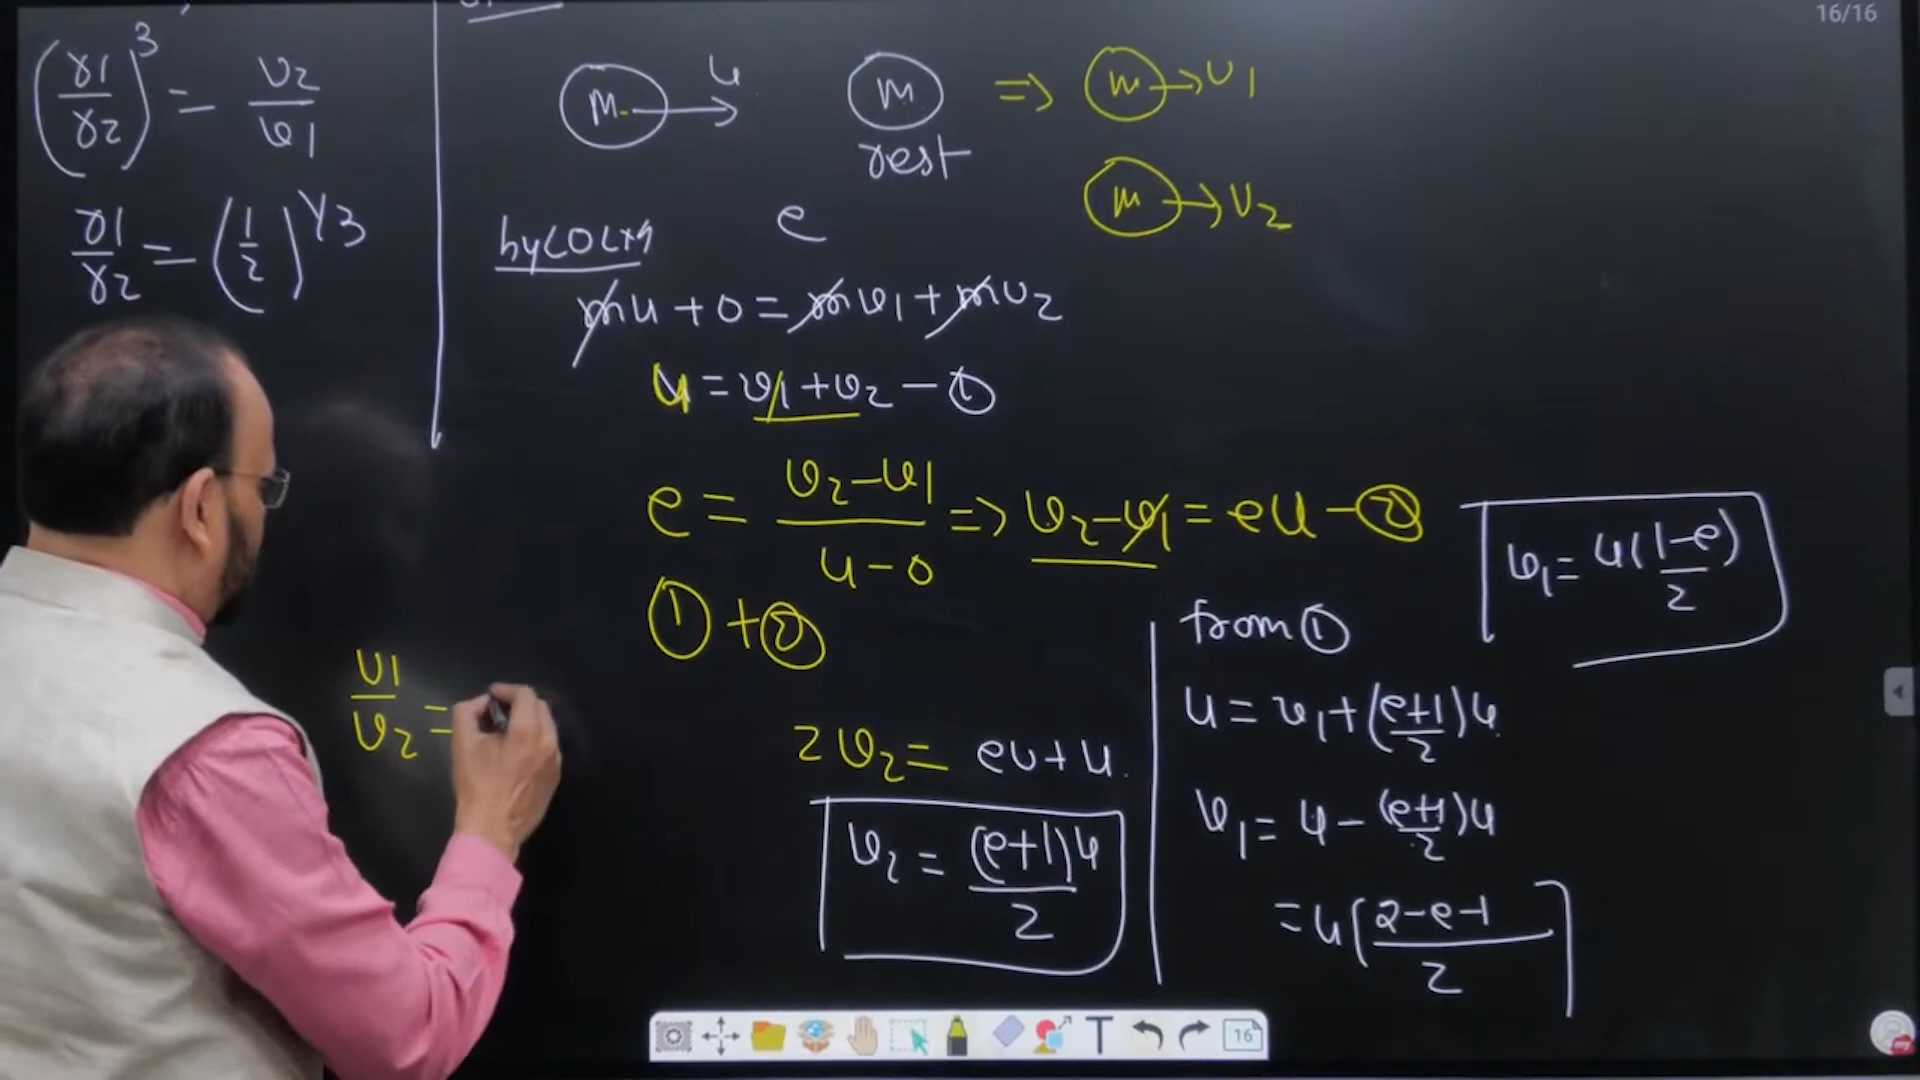 16/16
(r1/r2)^3 = v2/v1
r1/r2 = (1/2)^1/3
m → u
m
rest
⇒ m → v1
m → v2
e
by COLM
mu + 0 = mv1 + mv2
u = v1 + v2 - ①
e = (v2 - v1)/(u - 0) ⇒ v2 - v1 = eu - ②
① + ②
2v2 = eu + u
v2 = (e+1)u/2
from ①
u = v1 + (e+1/2)u
v1 = u - (e+1/2)u
= u[2-e-1/2]
v1 = u(1-e/2)
v1/v2 =
T
16